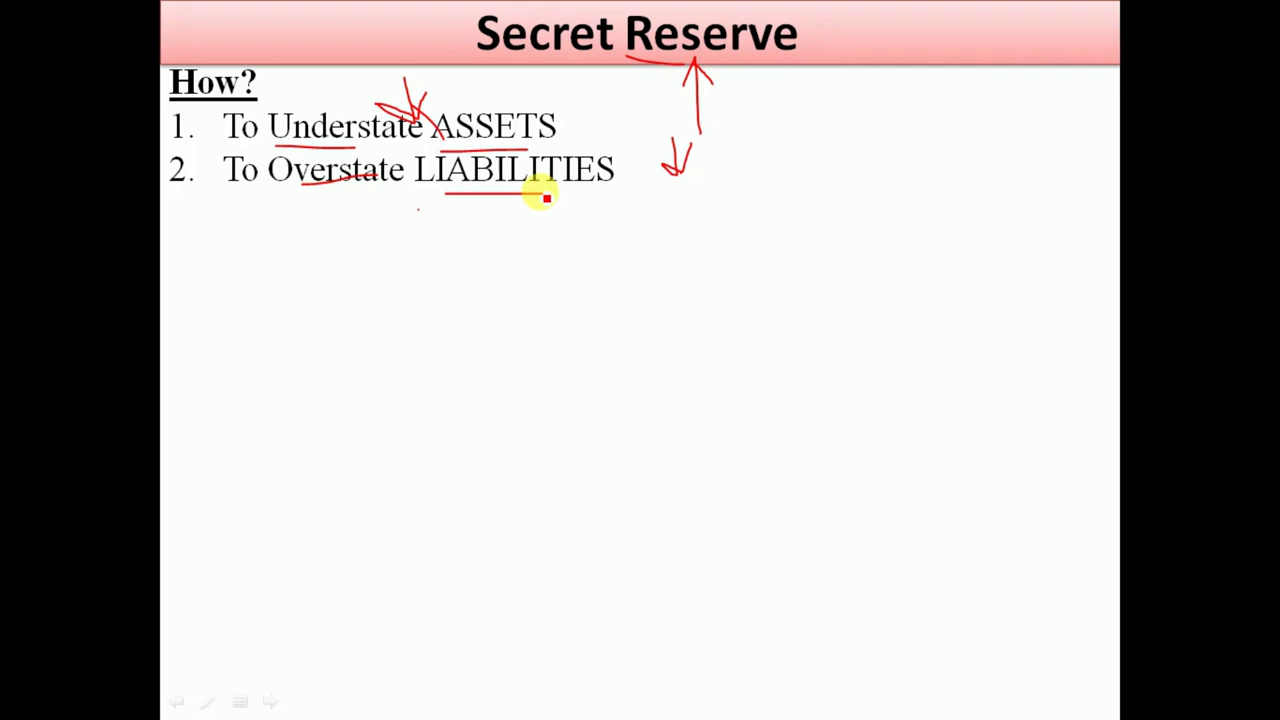 Secret Reserve
How?
1. To Understate ASSETS
2. To Overstate LIABILITIES